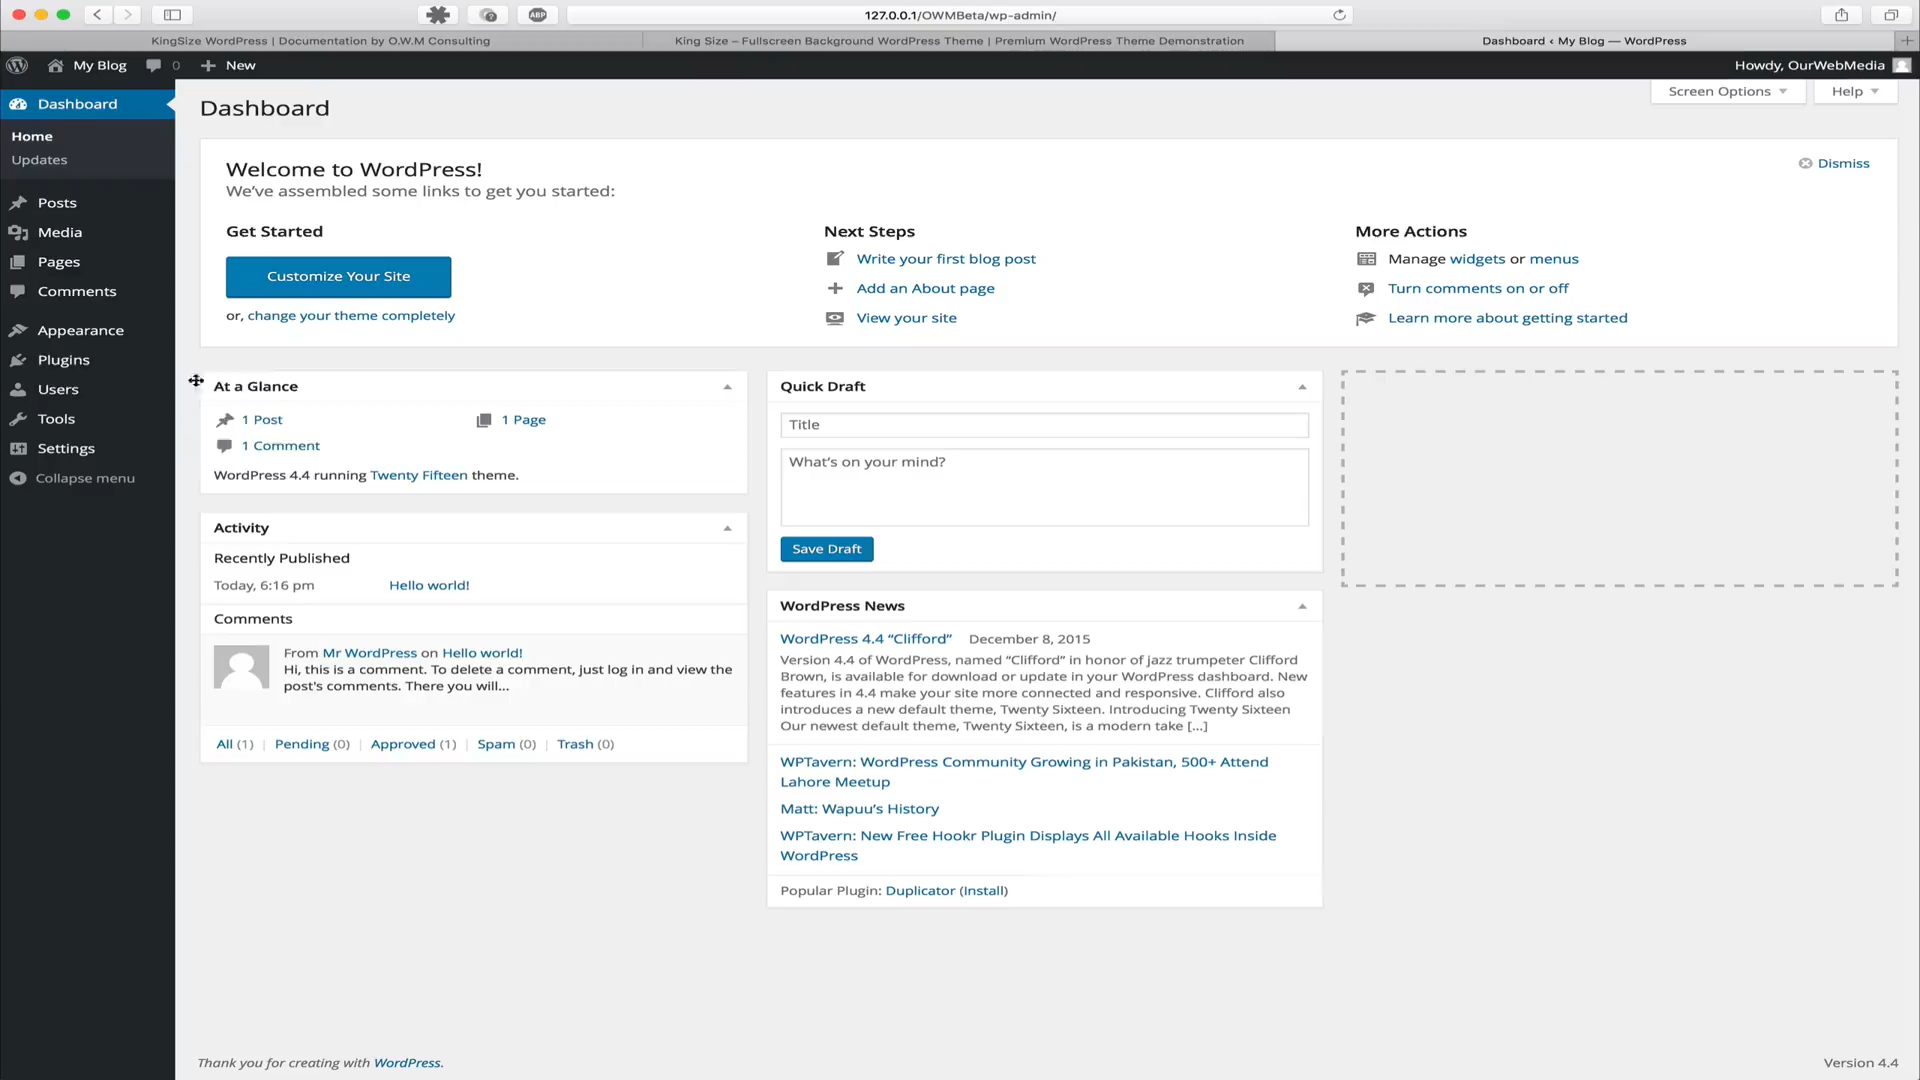 ABP
127.0.0.1/OWMBeta/wp-admin/
KingSize WordPress | Documentation by O.W.M Consulting
King Size – Fullscreen Background WordPress Theme | Premium WordPress Theme Demonstration
Dashboard ‹ My Blog — WordPress
My Blog
0
New
Howdy, OurWebMedia
Dashboard
Home
Updates
Posts
Media
Pages
Comments
Appearance
Plugins
Users
Tools
Settings
Collapse menu
Dashboard
Screen Options
Help
Welcome to WordPress!
We’ve assembled some links to get you started:
Dismiss
Get Started
Customize Your Site
or, change your theme completely
Next Steps
Write your first blog post
Add an About page
View your site
More Actions
Manage widgets or menus
Turn comments on or off
Learn more about getting started
At a Glance
1 Post
1 Page
1 Comment
WordPress 4.4 running Twenty Fifteen theme.
Activity
Recently Published
Today, 6:16 pm
Hello world!
Comments
From Mr WordPress on Hello world!
Hi, this is a comment. To delete a comment, just log in and view the
post's comments. There you will...
All (1) | Pending (0) | Approved (1) | Spam (0) | Trash (0)
Quick Draft
Title
What’s on your mind?
Save Draft
WordPress News
WordPress 4.4 “Clifford” December 8, 2015
Version 4.4 of WordPress, named “Clifford” in honor of jazz trumpeter Clifford
Brown, is available for download or update in your WordPress dashboard. New
features in 4.4 make your site more connected and responsive. Clifford also
introduces a new default theme, Twenty Sixteen. Introducing Twenty Sixteen
Our newest default theme, Twenty Sixteen, is a modern take […]
WPTavern: WordPress Community Growing in Pakistan, 500+ Attend
Lahore Meetup
Matt: Wapuu’s History
WPTavern: New Free Hookr Plugin Displays All Available Hooks Inside
WordPress
Popular Plugin: Duplicator (Install)
Thank you for creating with WordPress.
Version 4.4